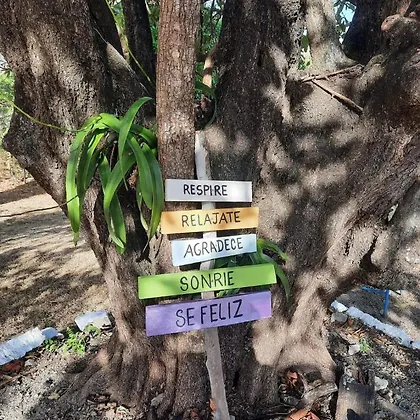 RESPIRE
RELAJATE
AGRADECE
SONRIE
SE FELIZ